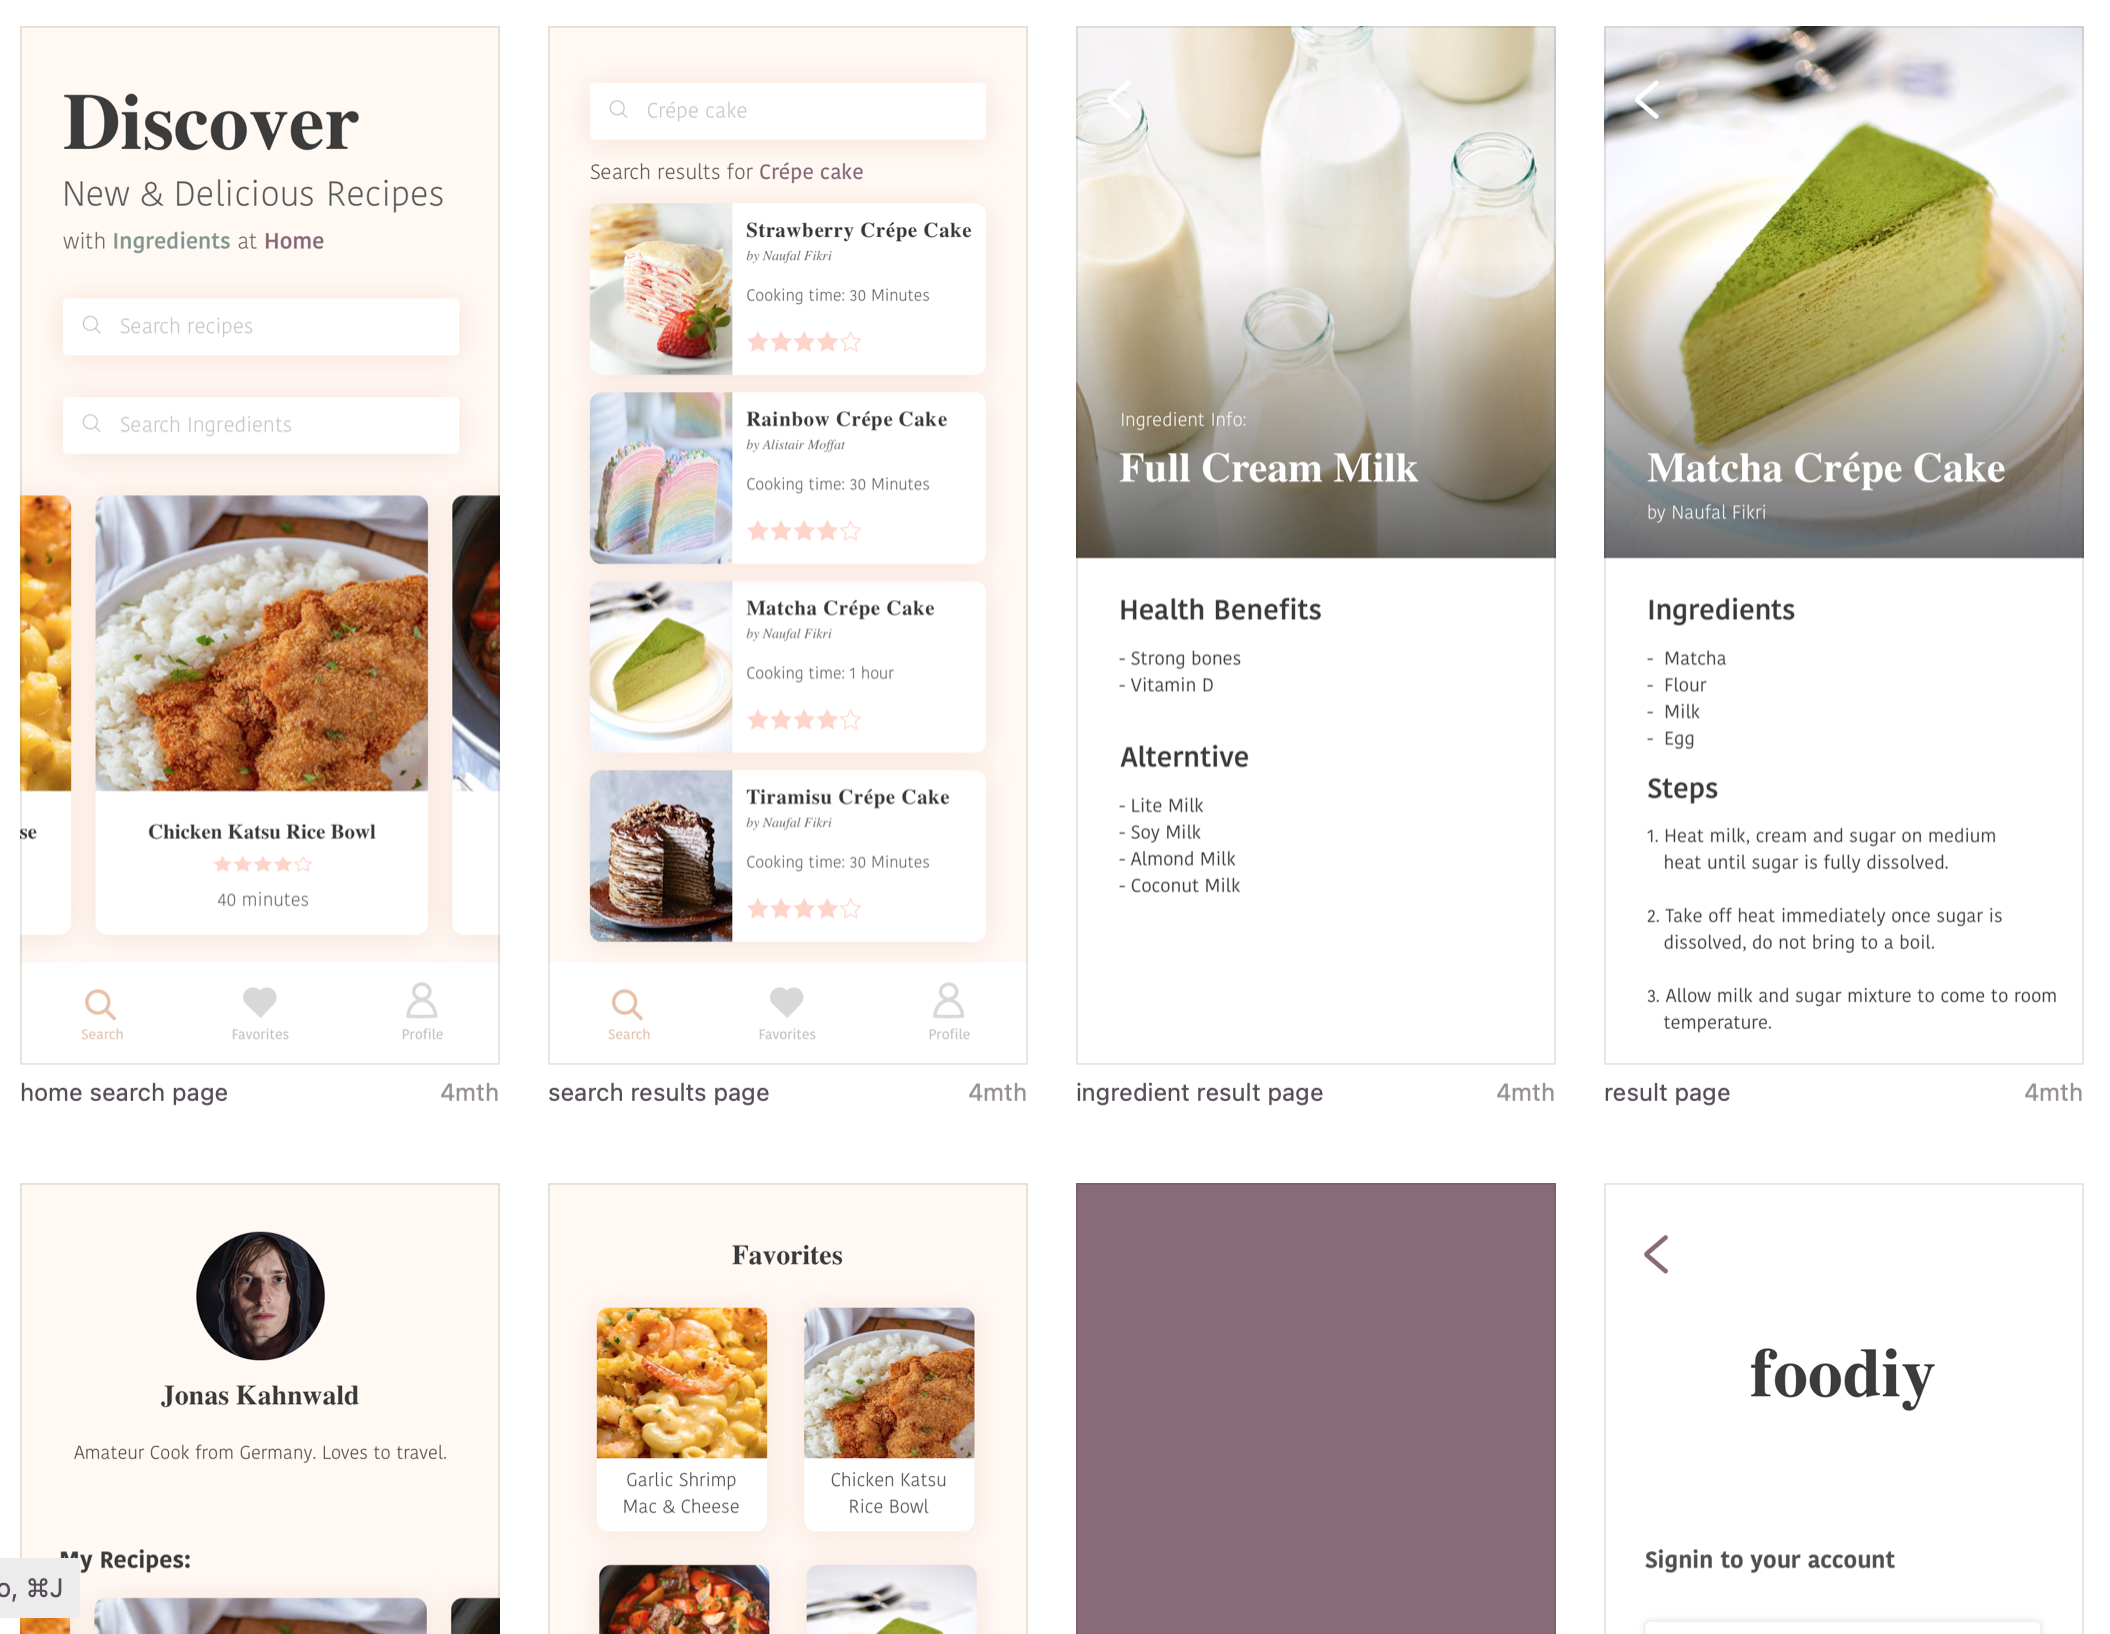 Discover
New & Delicious Recipes
with Ingredients at Home
Search recipes
Search Ingredients
se
Chicken Katsu Rice Bowl
40 minutes
Search
Favorites
Profile
home search page
4mth
Crépe cake
Search results for Crépe cake
Strawberry Crépe Cake
by Naufal Fikri
Cooking time: 30 Minutes
Rainbow Crépe Cake
by Alistair Moffat
Cooking time: 30 Minutes
Matcha Crépe Cake
by Naufal Fikri
Cooking time: 1 hour
Tiramisu Crépe Cake
by Naufal Fikri
Cooking time: 30 Minutes
Search
Favorites
Profile
search results page
4mth
Ingredient Info:
Full Cream Milk
Health Benefits
- Strong bones
- Vitamin D
Alterntive
- Lite Milk
- Soy Milk
- Almond Milk
- Coconut Milk
ingredient result page
4mth
Matcha Crépe Cake
by Naufal Fikri
Ingredients
- Matcha
- Flour
- Milk
- Egg
Steps
1. Heat milk, cream and sugar on medium
heat until sugar is fully dissolved.
2. Take off heat immediately once sugar is
dissolved, do not bring to a boil.
3. Allow milk and sugar mixture to come to room
temperature.
result page
4mth
Jonas Kahnwald
Amateur Cook from Germany. Loves to travel.
My Recipes:
o, ⌘J
Favorites
Garlic Shrimp
Mac & Cheese
Chicken Katsu
Rice Bowl
foodiy
Signin to your account